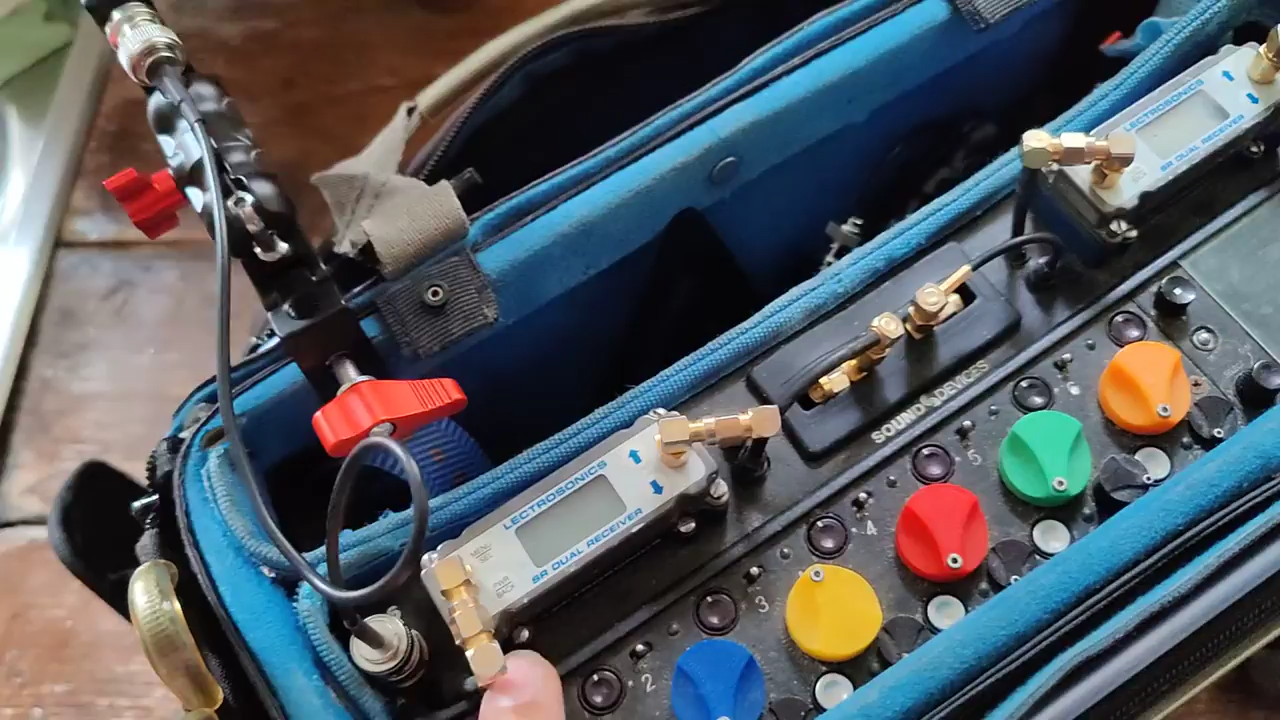 LECTROSONICS
SR DUAL RECEIVER
SOUND DEVICES
LECTROSONICS
MENU
SEL
PWR
BACK
SR DUAL RECEIVER
5
4
3
2